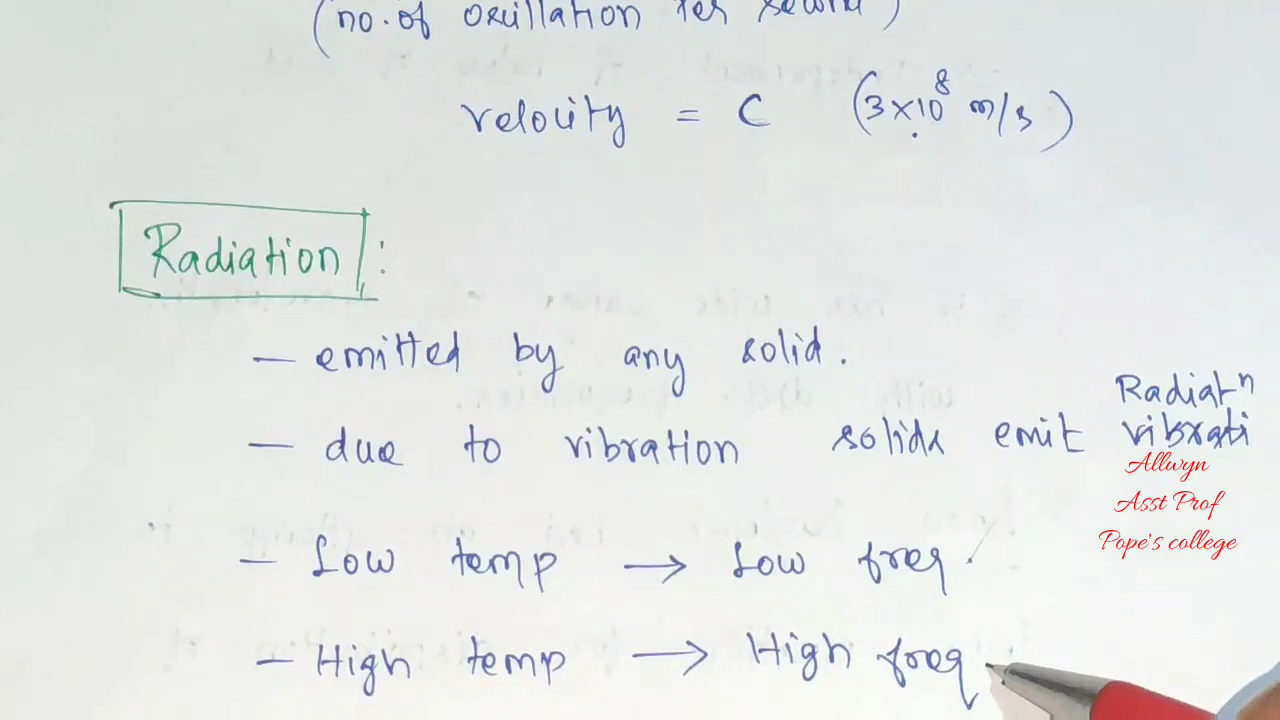 (no. of oscillation per second)
velocity = C (3×10⁸ m/s)
Radiation :
– emitted by any solid.
Radiatⁿ
– due to vibration solids emit vibrati
Allwyn
Asst Prof
Pope's college
– Low temp → Low freq.
– High temp → High freq